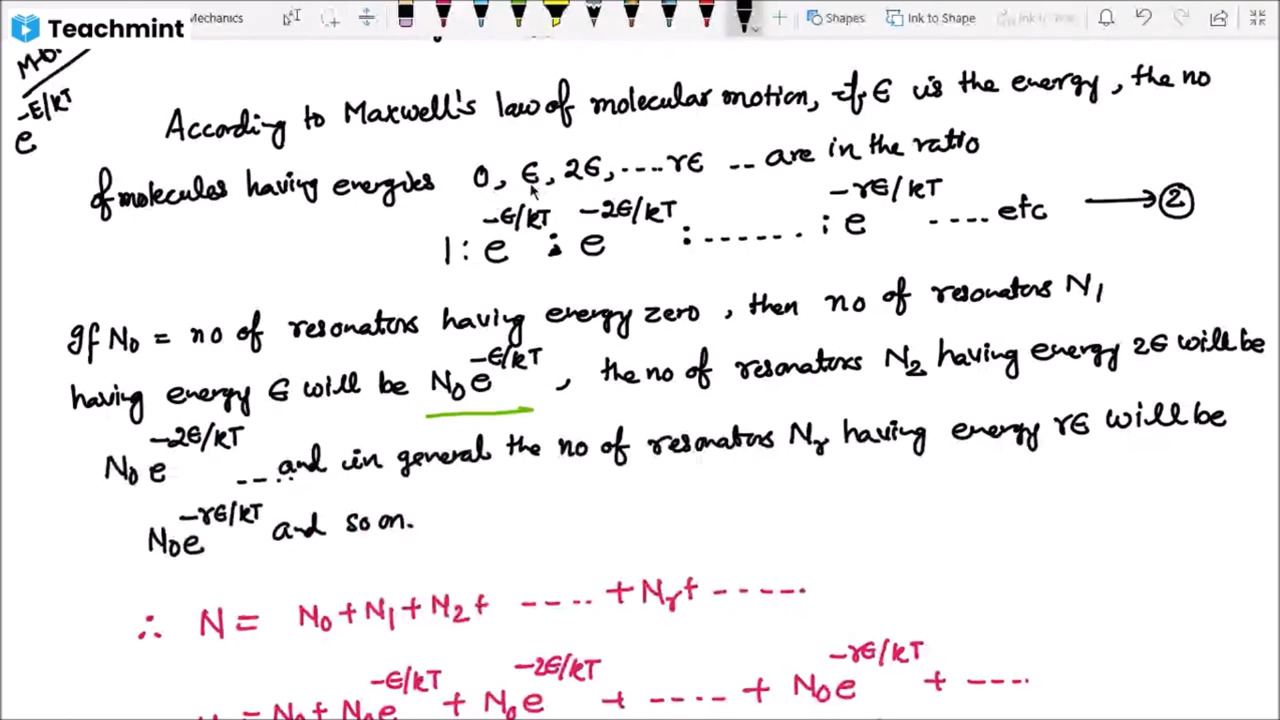 Mechanics
Shapes
Ink to Shape
Teachmint
M·D·
e^-E/kT
According to Maxwell's law of molecular motion, if ϵ is the energy, the no
of molecules having energies 0, ϵ, 2ϵ, ....rϵ -- are in the ratio
1 : e^-ϵ/kT : e^-2ϵ/kT : ....... : e^-rϵ/kT ---- etc ⟶ ②
If N₀ = no of resonators having energy zero, then no of resonators N₁
having energy ϵ will be N₀e^-ϵ/kT, the no of resonators N₂ having energy 2ϵ will be
N₀e^-2ϵ/kT ---- and in general the no of resonators Nᵣ having energy rϵ will be
N₀e^-rϵ/kT and so on.
∴ N = N₀ + N₁ + N₂ + ---- + Nᵣ + -----
= N₀ + N₀e^-ϵ/kT + N₀e^-2ϵ/kT + ---- + N₀e^-rϵ/kT + ----